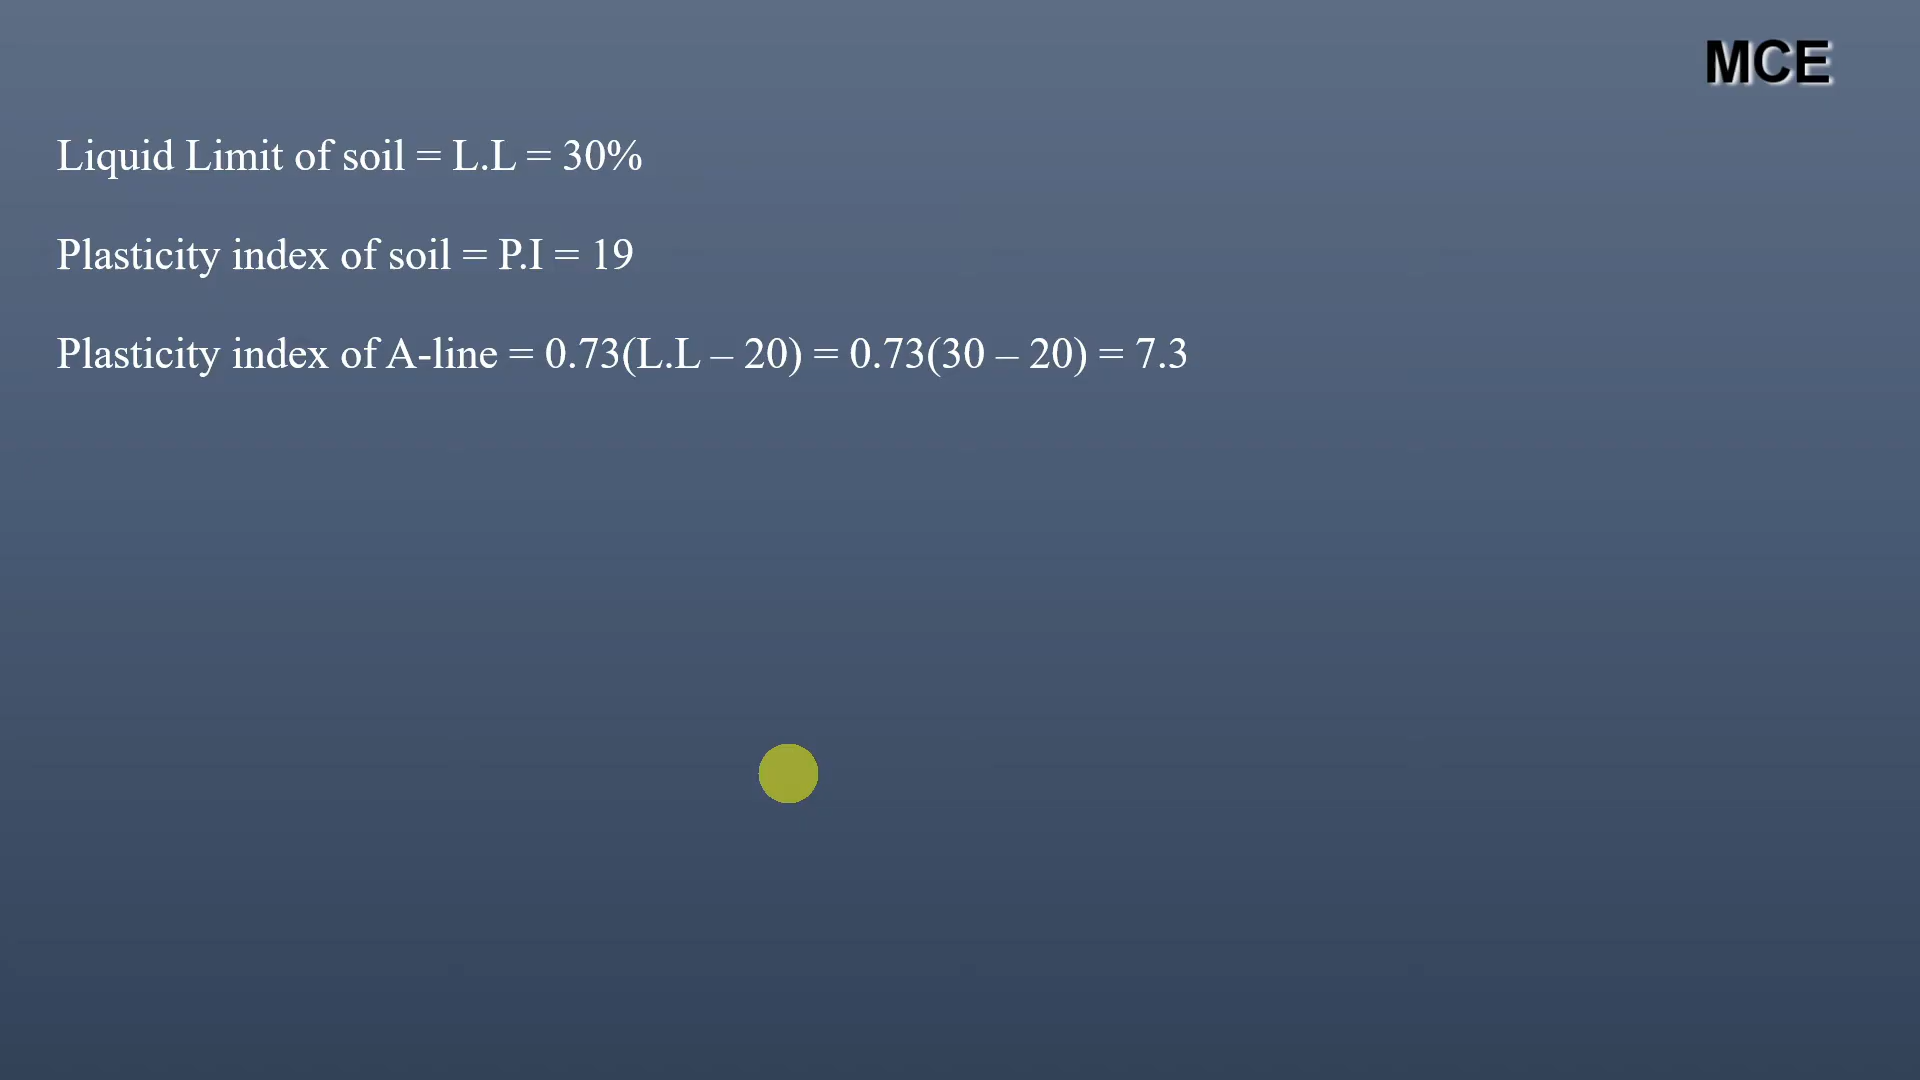 MCE
Liquid Limit of soil = L.L = 30%
Plasticity index of soil = P.I = 19
Plasticity index of A-line = 0.73(L.L – 20) = 0.73(30 – 20) = 7.3